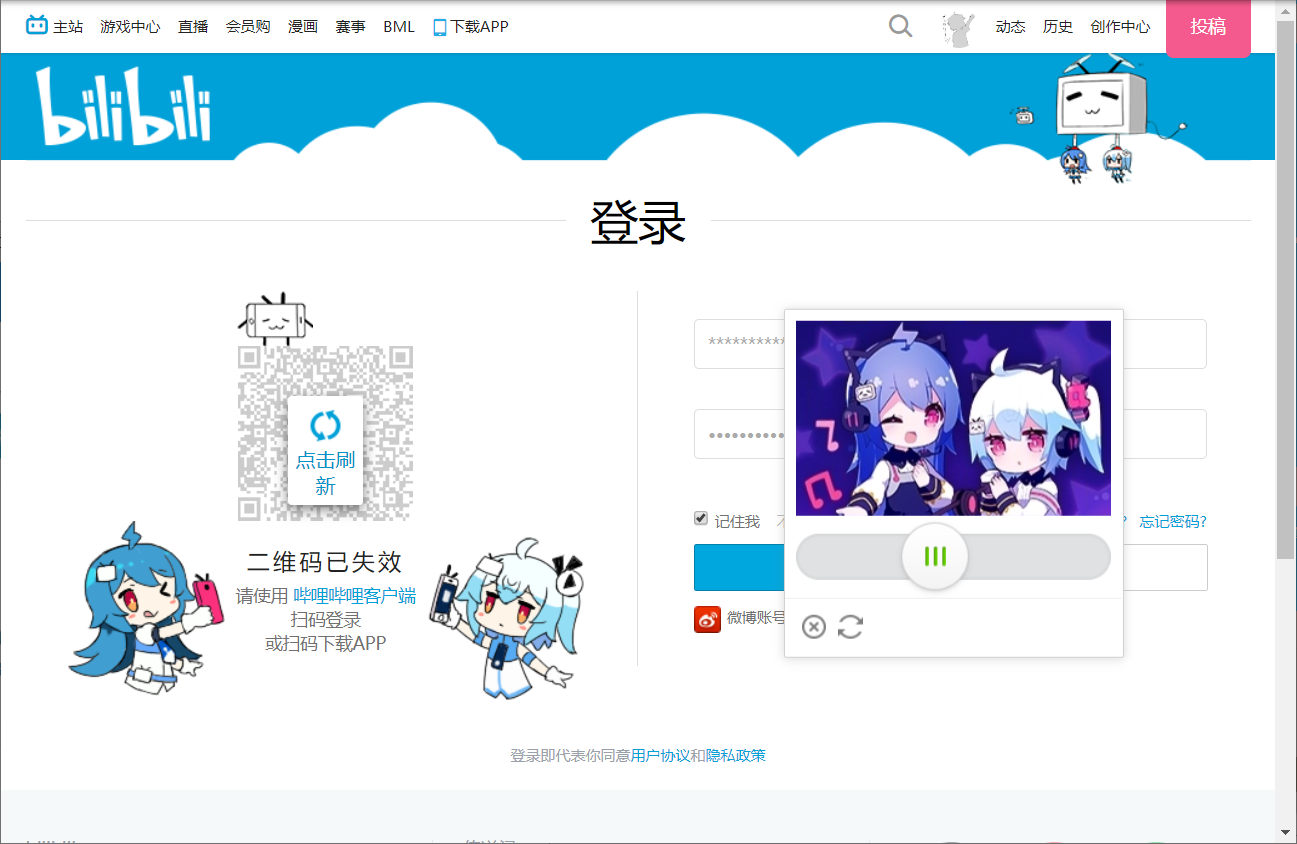 主站 游戏中心 直播 会员购 漫画 赛事 BML 下载APP 动态 历史 创作中心 投稿
bilibili
登录
**********
••••••••••
点击刷
新
记住我
? 忘记密码?
二维码已失效
请使用 哔哩哔哩客户端
扫码登录
或扫码下载APP
微博账号
登录即代表你同意用户协议和隐私政策